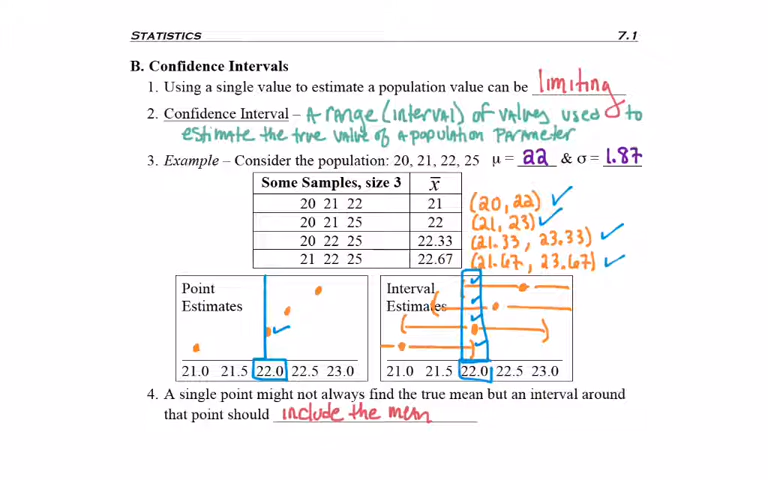 STATISTICS 7.1
B. Confidence Intervals
1. Using a single value to estimate a population value can be limiting
2. Confidence Interval – A range (interval) of values used to
estimate the true value of a population parameter
3. Example – Consider the population: 20, 21, 22, 25 μ = 22 & σ = 1.87
Some Samples, size 3 x̅
20 21 22 21 (20, 22) ✓
20 21 25 22 (21, 23) ✓
20 22 25 22.33 (21.33, 23.33) ✓
21 22 25 22.67 (21.67, 23.67) ✓
Point
Estimates
21.0 21.5 22.0 22.5 23.0
Interval
Estimates
21.0 21.5 22.0 22.5 23.0
4. A single point might not always find the true mean but an interval around
that point should include the mean